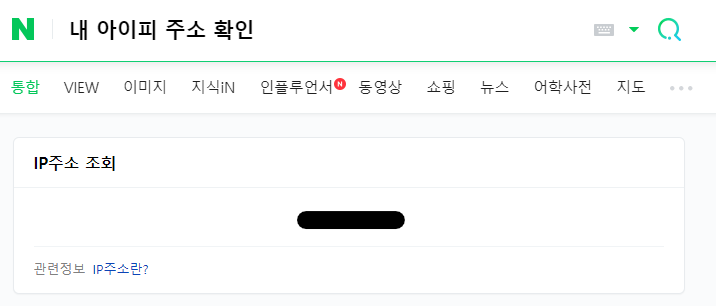 N 내 아이피 주소 확인
통합 VIEW 이미지 지식iN 인플루언서 N 동영상 쇼핑 뉴스 어학사전 지도
IP주소 조회
관련정보 IP주소란?